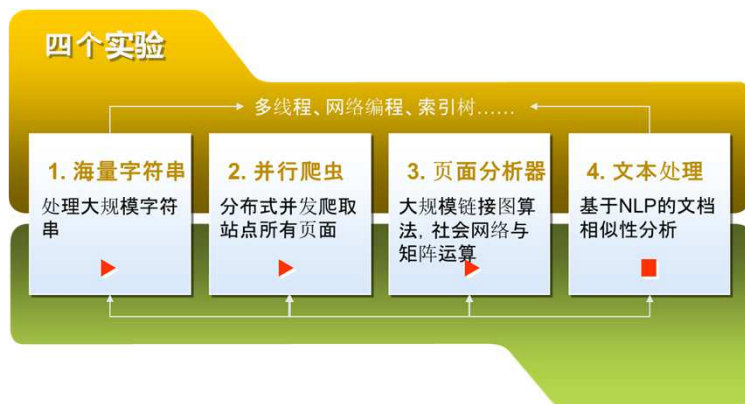 四个实验
多线程、网络编程、索引树……
1. 海量字符串
处理大规模字符
串
2. 并行爬虫
分布式并发爬取
站点所有页面
3. 页面分析器
大规模链接图算
法, 社会网络与
矩阵运算
4. 文本处理
基于NLP的文档
相似性分析